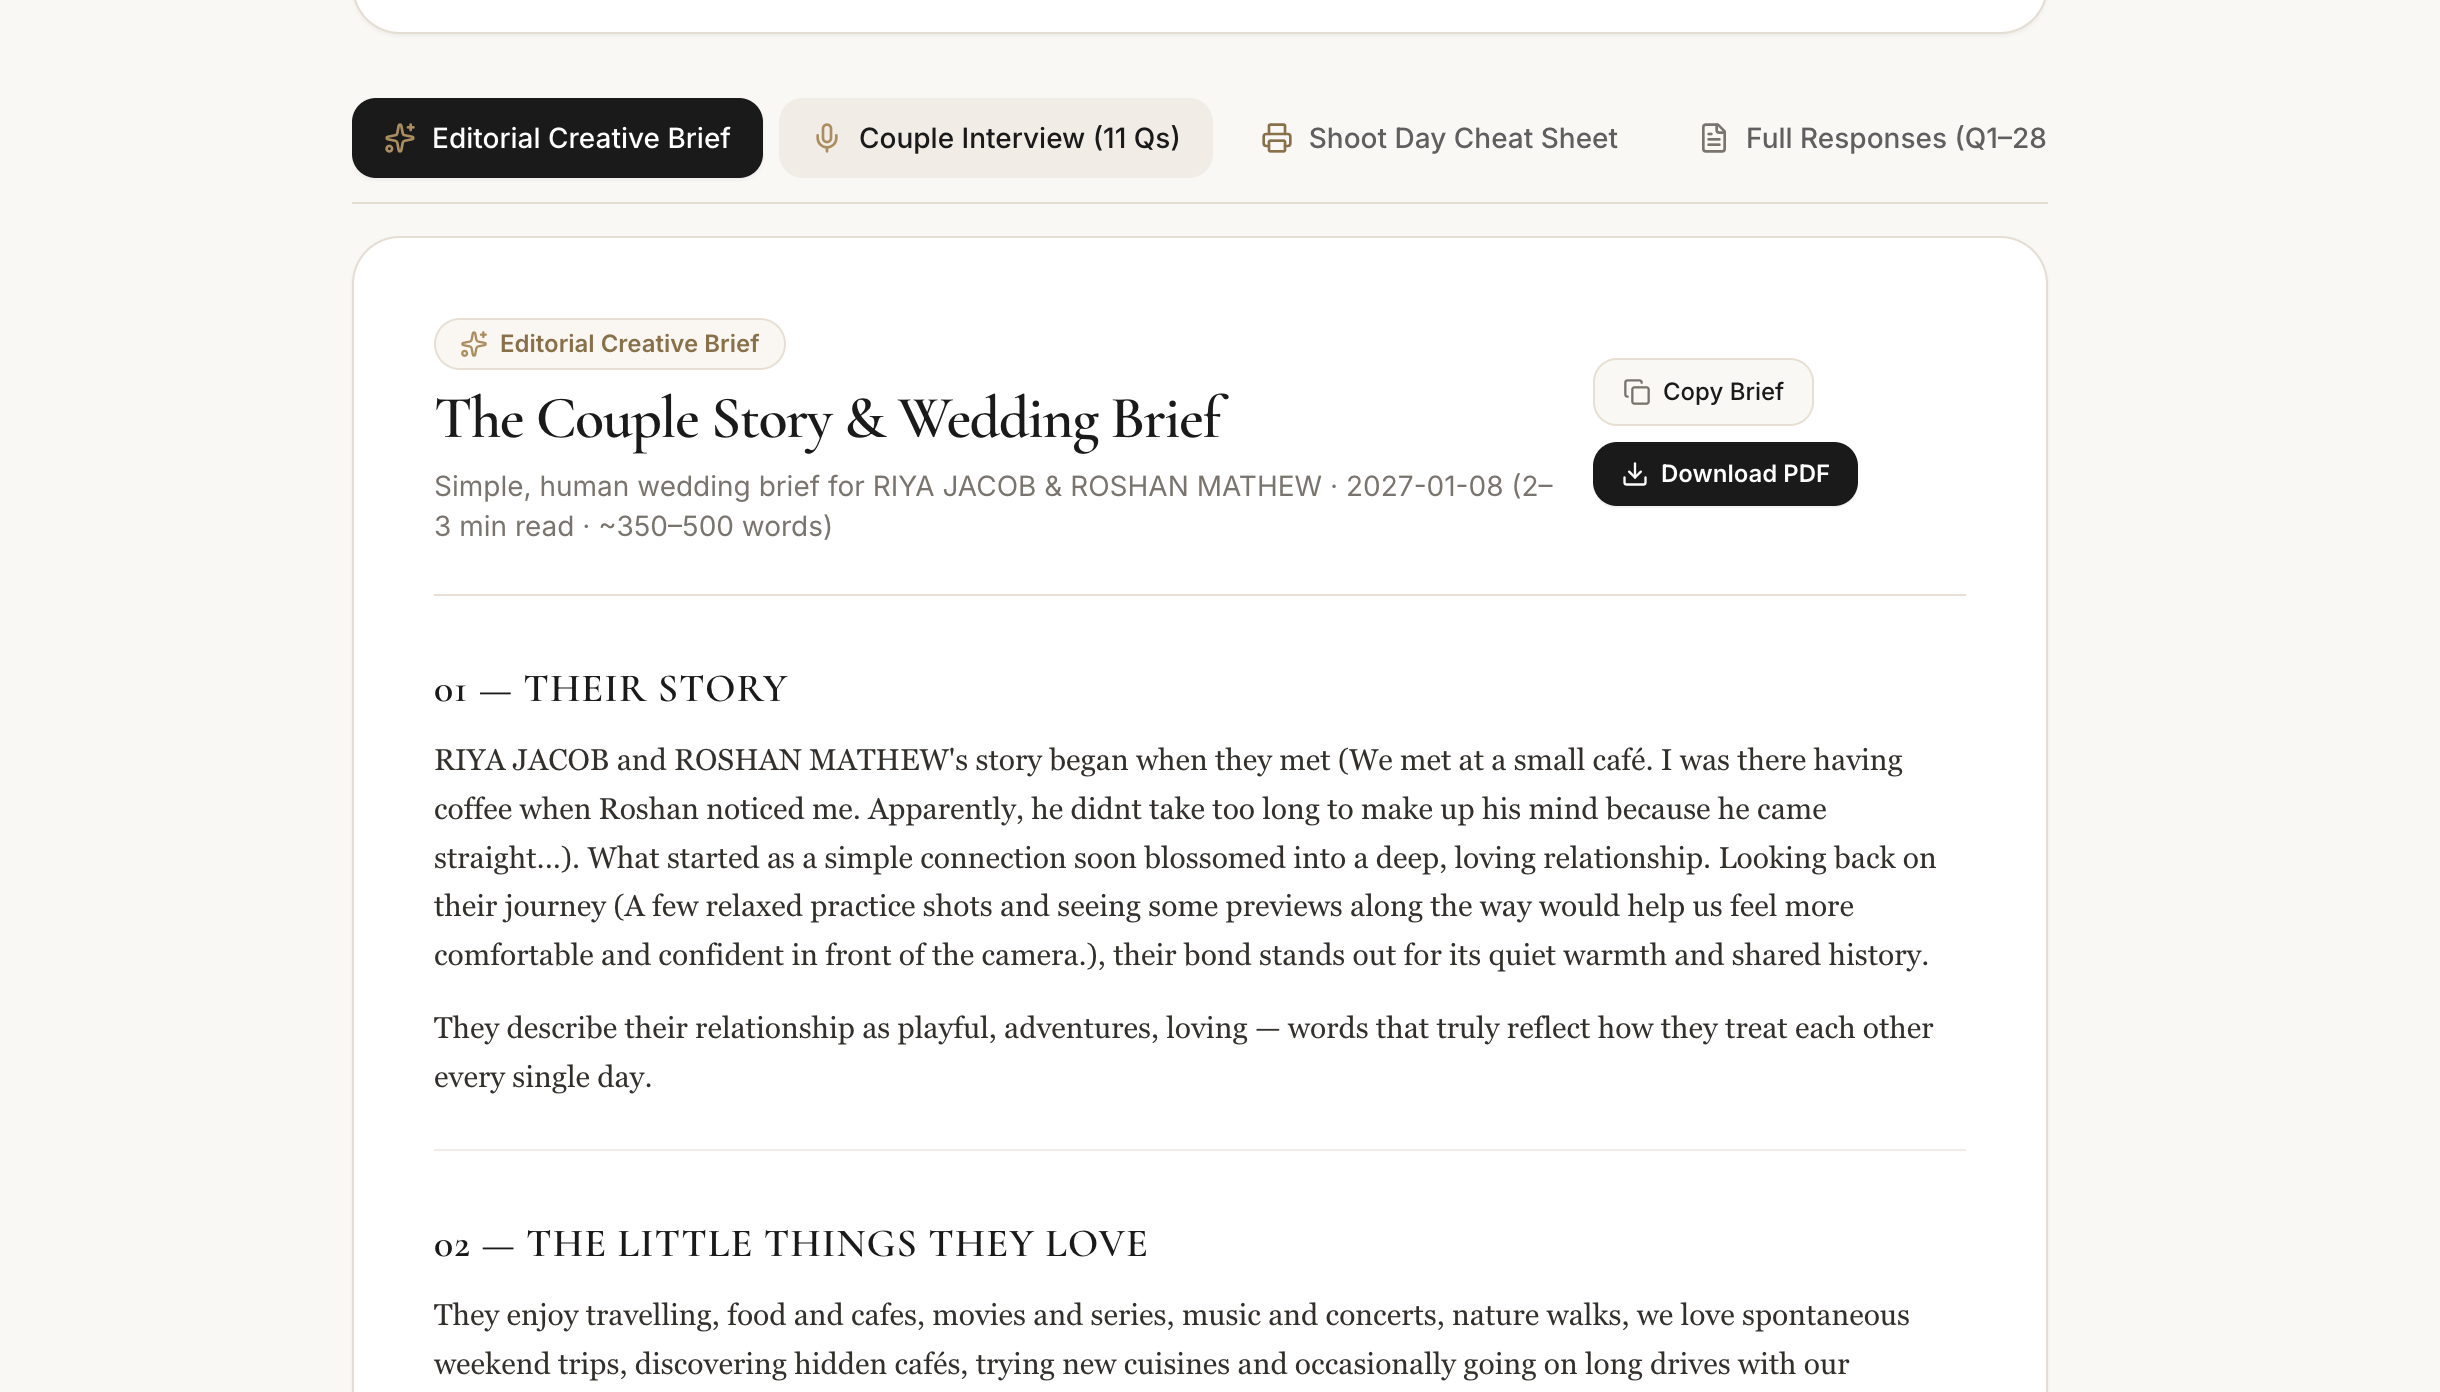 Editorial Creative Brief
Couple Interview (11 Qs)
Shoot Day Cheat Sheet
Full Responses (Q1–28
Editorial Creative Brief
The Couple Story & Wedding Brief
Simple, human wedding brief for RIYA JACOB & ROSHAN MATHEW · 2027-01-08 (2–
3 min read · ~350–500 words)
Copy Brief
Download PDF
01 — THEIR STORY
RIYA JACOB and ROSHAN MATHEW's story began when they met (We met at a small café. I was there having
coffee when Roshan noticed me. Apparently, he didnt take too long to make up his mind because he came
straight...). What started as a simple connection soon blossomed into a deep, loving relationship. Looking back on
their journey (A few relaxed practice shots and seeing some previews along the way would help us feel more
comfortable and confident in front of the camera.), their bond stands out for its quiet warmth and shared history.
They describe their relationship as playful, adventures, loving — words that truly reflect how they treat each other
every single day.
02 — THE LITTLE THINGS THEY LOVE
They enjoy travelling, food and cafes, movies and series, music and concerts, nature walks, we love spontaneous
weekend trips, discovering hidden cafés, trying new cuisines and occasionally going on long drives with our